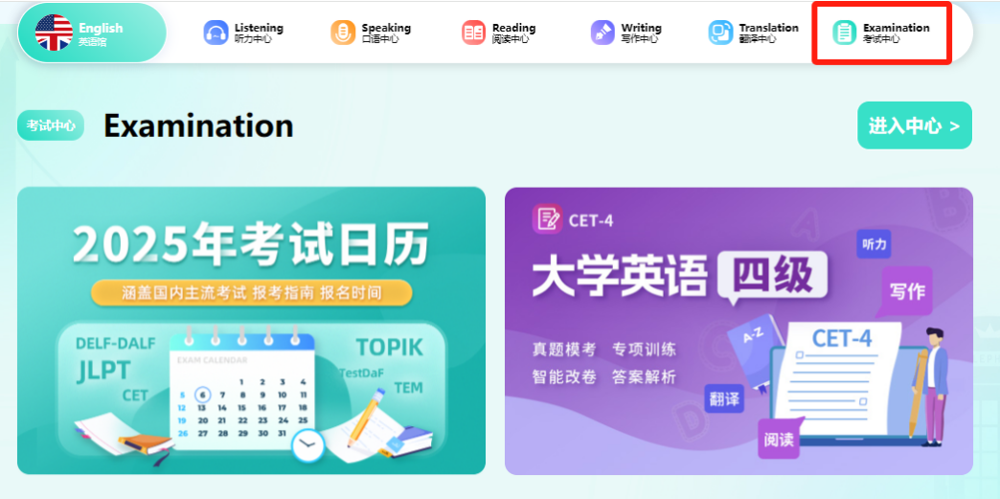 English
英语馆
Listening
听力中心
Speaking
口语中心
Reading
阅读中心
Writing
写作中心
Translation
翻译中心
Examination
考试中心
考试中心
Examination
进入中心 >
2025年考试日历
涵盖国内主流考试 报考指南 报名时间
DELF-DALF
JLPT
CET
TOPIK
TestDaF
TEM
EXAM CALENDAR
1 2 3 4
5 6 7 8 9 10 11
12 13 14 15 16 17 18
19 20 21 22 23 24 25
26 27 28 29 30 31
CET-4
大学英语 四级
真题模考 专项训练
智能改卷 答案解析
听力
写作
A-Z
CET-4
翻译
阅读
A
B
C
D